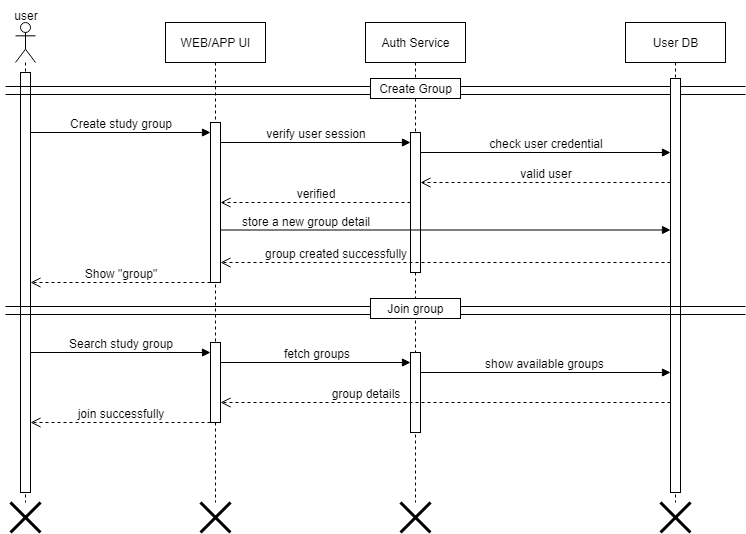 user
WEB/APP UI
Auth Service
User DB
Create Group
Create study group
verify user session
check user credential
valid user
verified
store a new group detail
group created successfully
Show "group"
Join group
Search study group
fetch groups
show available groups
group details
join successfully